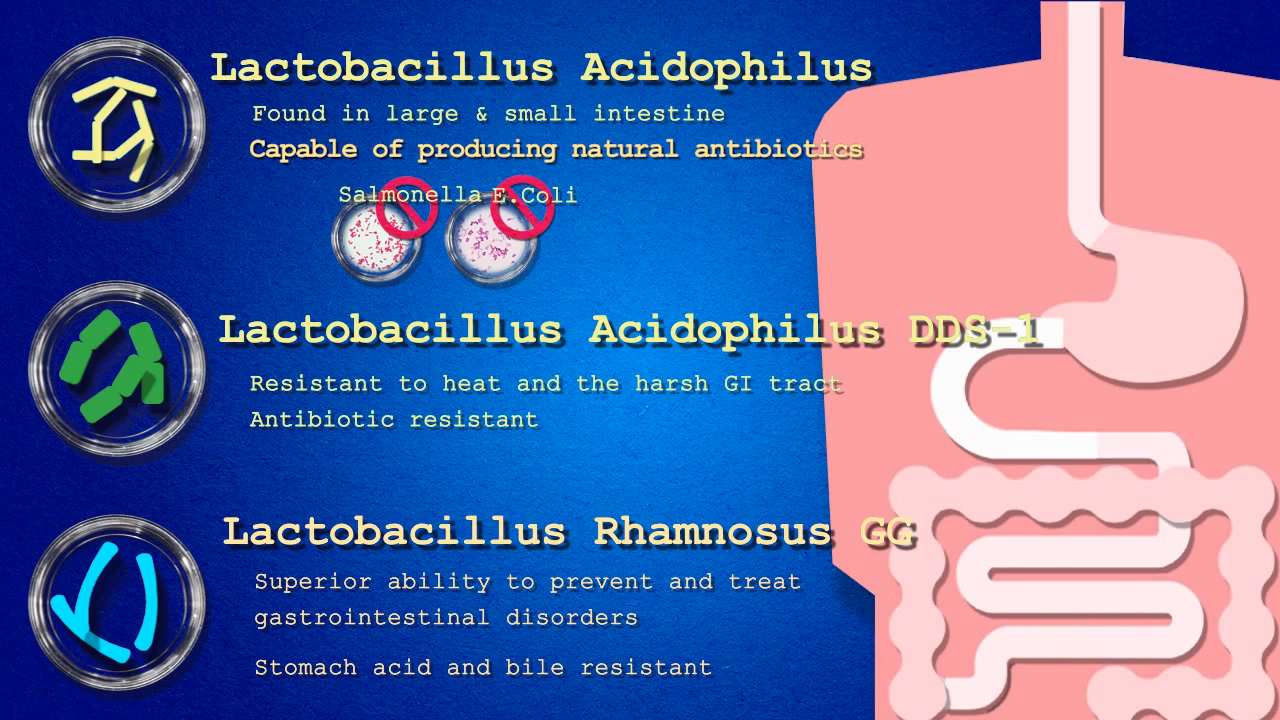 Lactobacillus Acidophilus
Found in large & small intestine
Capable of producing natural antibiotics
Salmonella E.Coli
Lactobacillus Acidophilus DDS-1
Resistant to heat and the harsh GI tract
Antibiotic resistant
Lactobacillus Rhamnosus GG
Superior ability to prevent and treat
gastrointestinal disorders
Stomach acid and bile resistant